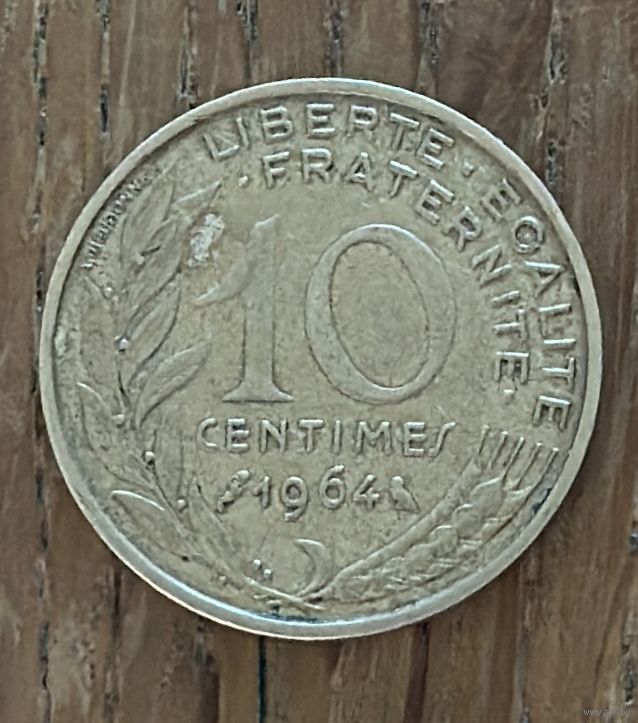 LIBERTE · EGALITE
· FRATERNITE ·
10
CENTIMES
1964